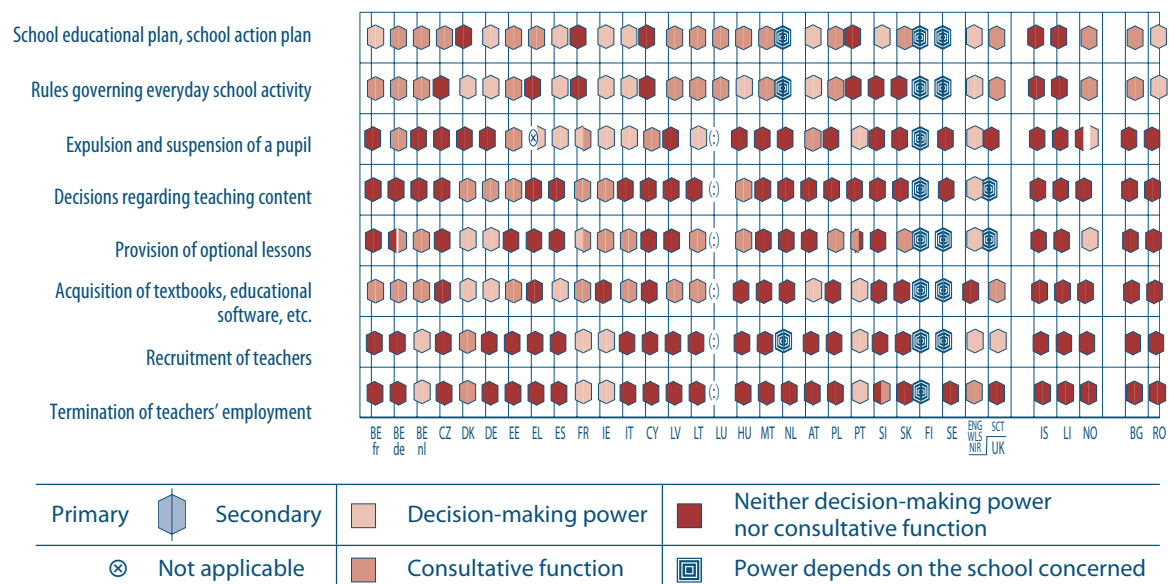 School educational plan, school action plan
Rules governing everyday school activity
Expulsion and suspension of a pupil
(:)
Decisions regarding teaching content
(:)
Provision of optional lessons
(:)
Acquisition of textbooks, educational
software, etc.
(:)
Recruitment of teachers
(:)
Termination of teachers’ employment
(:)
BE fr BE de BE nl CZ DK DE EE EL ES FR IE IT CY LV LT LU HU MT NL AT PL PT SI SK FI SE ENG WLS NIR SCT UK IS LI NO BG RO
Primary Secondary Decision-making power Neither decision-making power
nor consultative function
Not applicable Consultative function Power depends on the school concerned